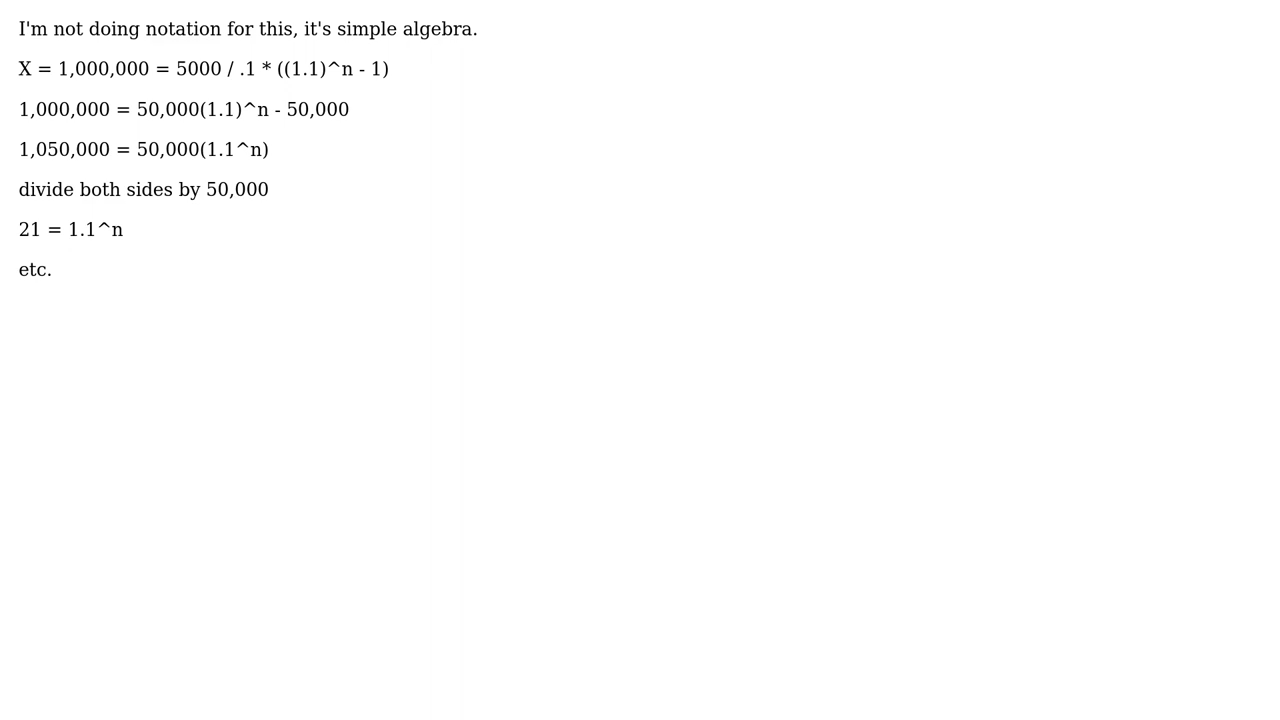 I'm not doing notation for this, it's simple algebra.
X = 1,000,000 = 5000 / .1 * ((1.1)^n - 1)
1,000,000 = 50,000(1.1)^n - 50,000
1,050,000 = 50,000(1.1^n)
divide both sides by 50,000
21 = 1.1^n
etc.